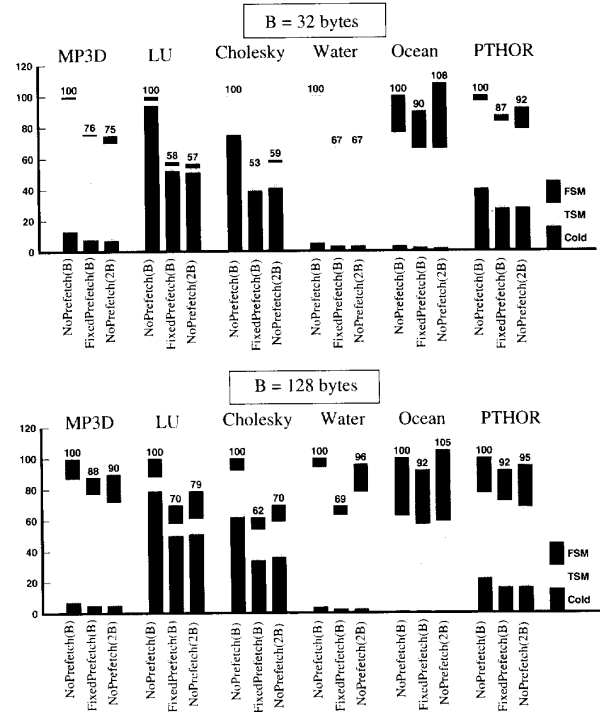 B = 32 bytes
MP3D LU Cholesky Water Ocean PTHOR
120
100
80
60
40
20
0
100 76 75
100 58 57
100 53 59
100 67 67
100 90 108
100 87 92
FSM
TSM
Cold
NoPrefetch(B) FixedPrefetch(B) NoPrefetch(2B)
NoPrefetch(B) FixedPrefetch(B) NoPrefetch(2B)
NoPrefetch(B) FixedPrefetch(B) NoPrefetch(2B)
NoPrefetch(B) FixedPrefetch(B) NoPrefetch(2B)
NoPrefetch(B) FixedPrefetch(B) NoPrefetch(2B)
NoPrefetch(B) FixedPrefetch(B) NoPrefetch(2B)
B = 128 bytes
MP3D LU Cholesky Water Ocean PTHOR
120
100
80
60
40
20
0
100 88 90
100 70 79
100 62 70
100 69 96
100 92 105
100 92 95
FSM
TSM
Cold
NoPrefetch(B) FixedPrefetch(B) NoPrefetch(2B)
NoPrefetch(B) FixedPrefetch(B) NoPrefetch(2B)
NoPrefetch(B) FixedPrefetch(B) NoPrefetch(2B)
NoPrefetch(B) FixedPrefetch(B) NoPrefetch(2B)
NoPrefetch(B) FixedPrefetch(B) NoPrefetch(2B)
NoPrefetch(B) FixedPrefetch(B) NoPrefetch(2B)